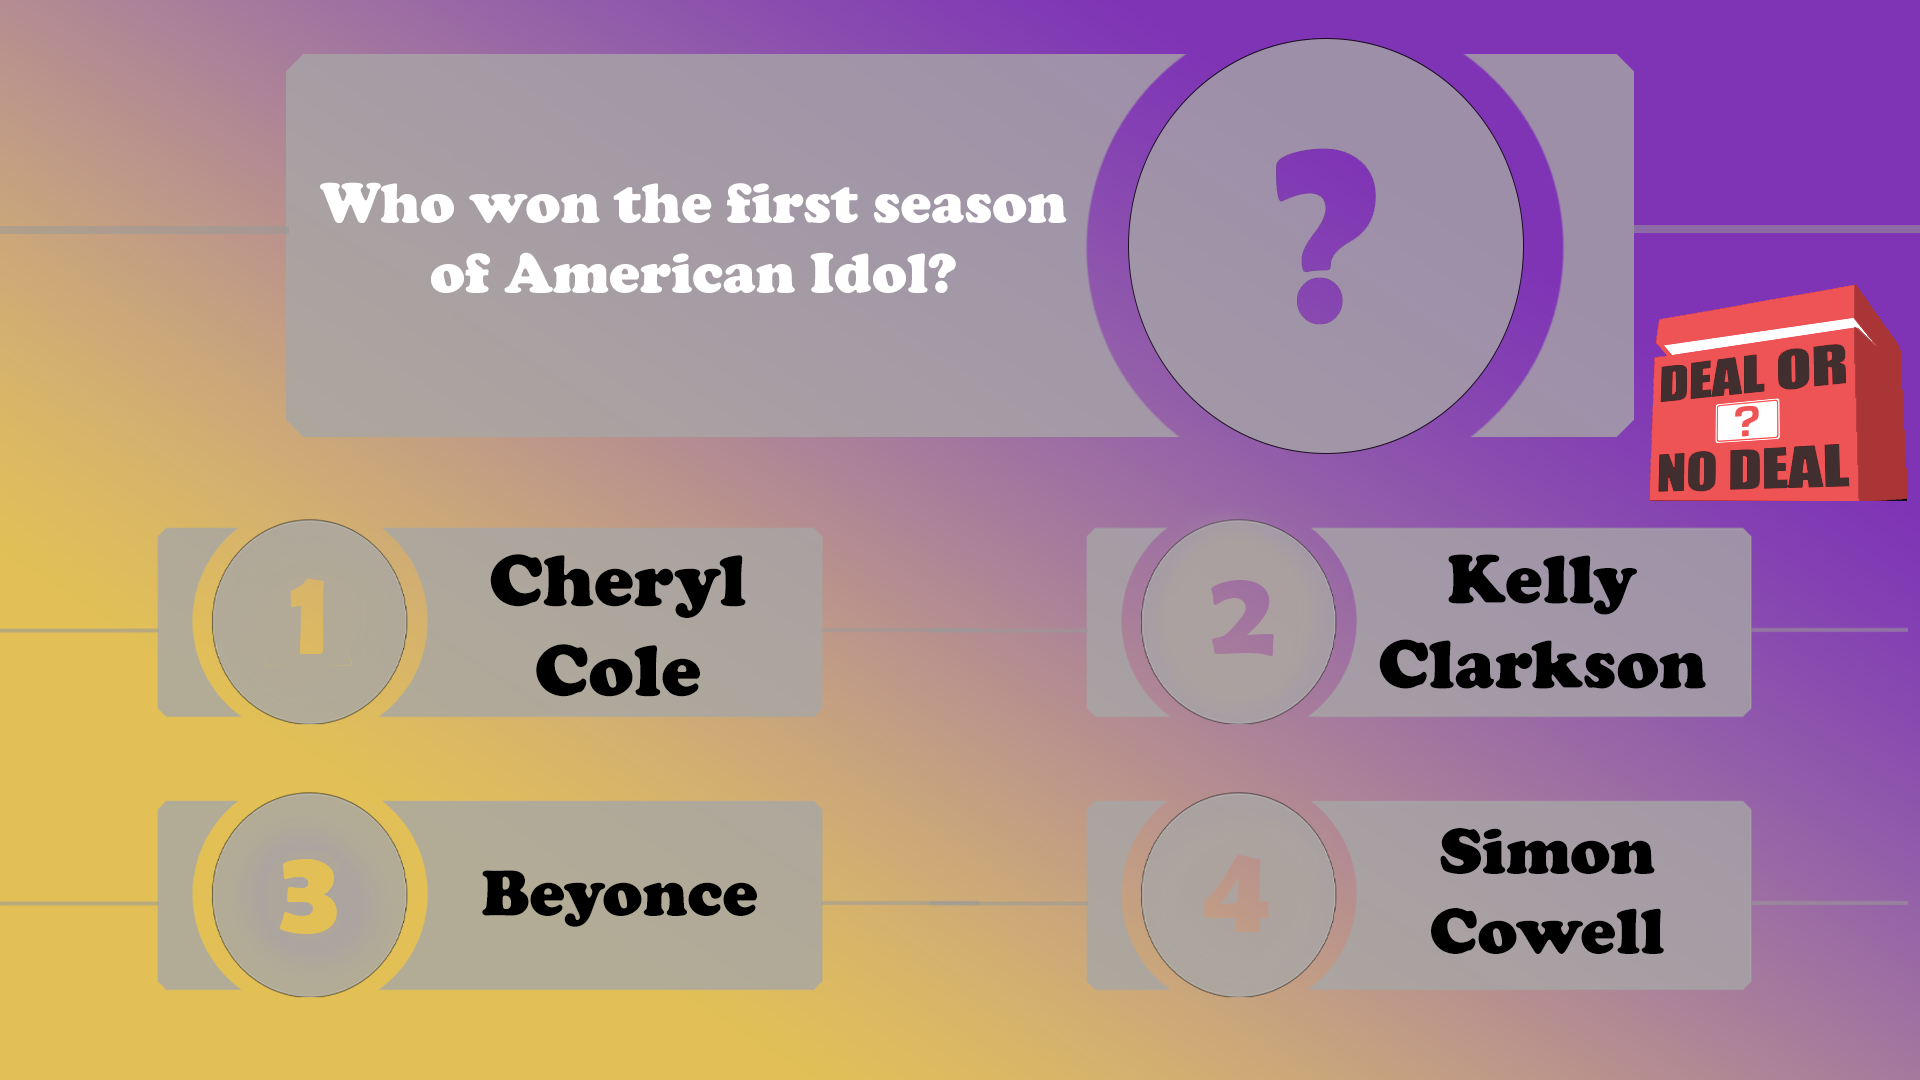 Who won the first season
of American Idol?
?
DEAL OR
?
NO DEAL
1
Cheryl
Cole
2
Kelly
Clarkson
3
Beyonce
4
Simon
Cowell